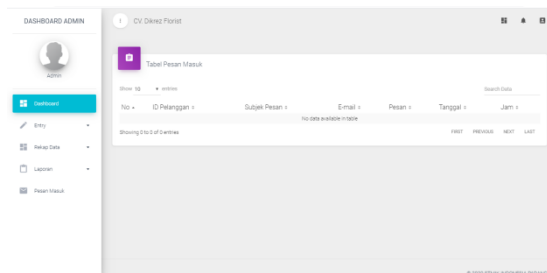 DASHBOARD ADMIN
CV. Dikrez Florist
Admin
Dashboard
Entry
Rekap Data
Laporan
Pesan Masuk
Tabel Pesan Masuk
Show 10 entries
Search Data
No ID Pelanggan Subjek Pesan E-mail Pesan Tanggal Jam
No data available in table
Showing 0 to 0 of 0 entries
FIRST PREVIOUS NEXT LAST